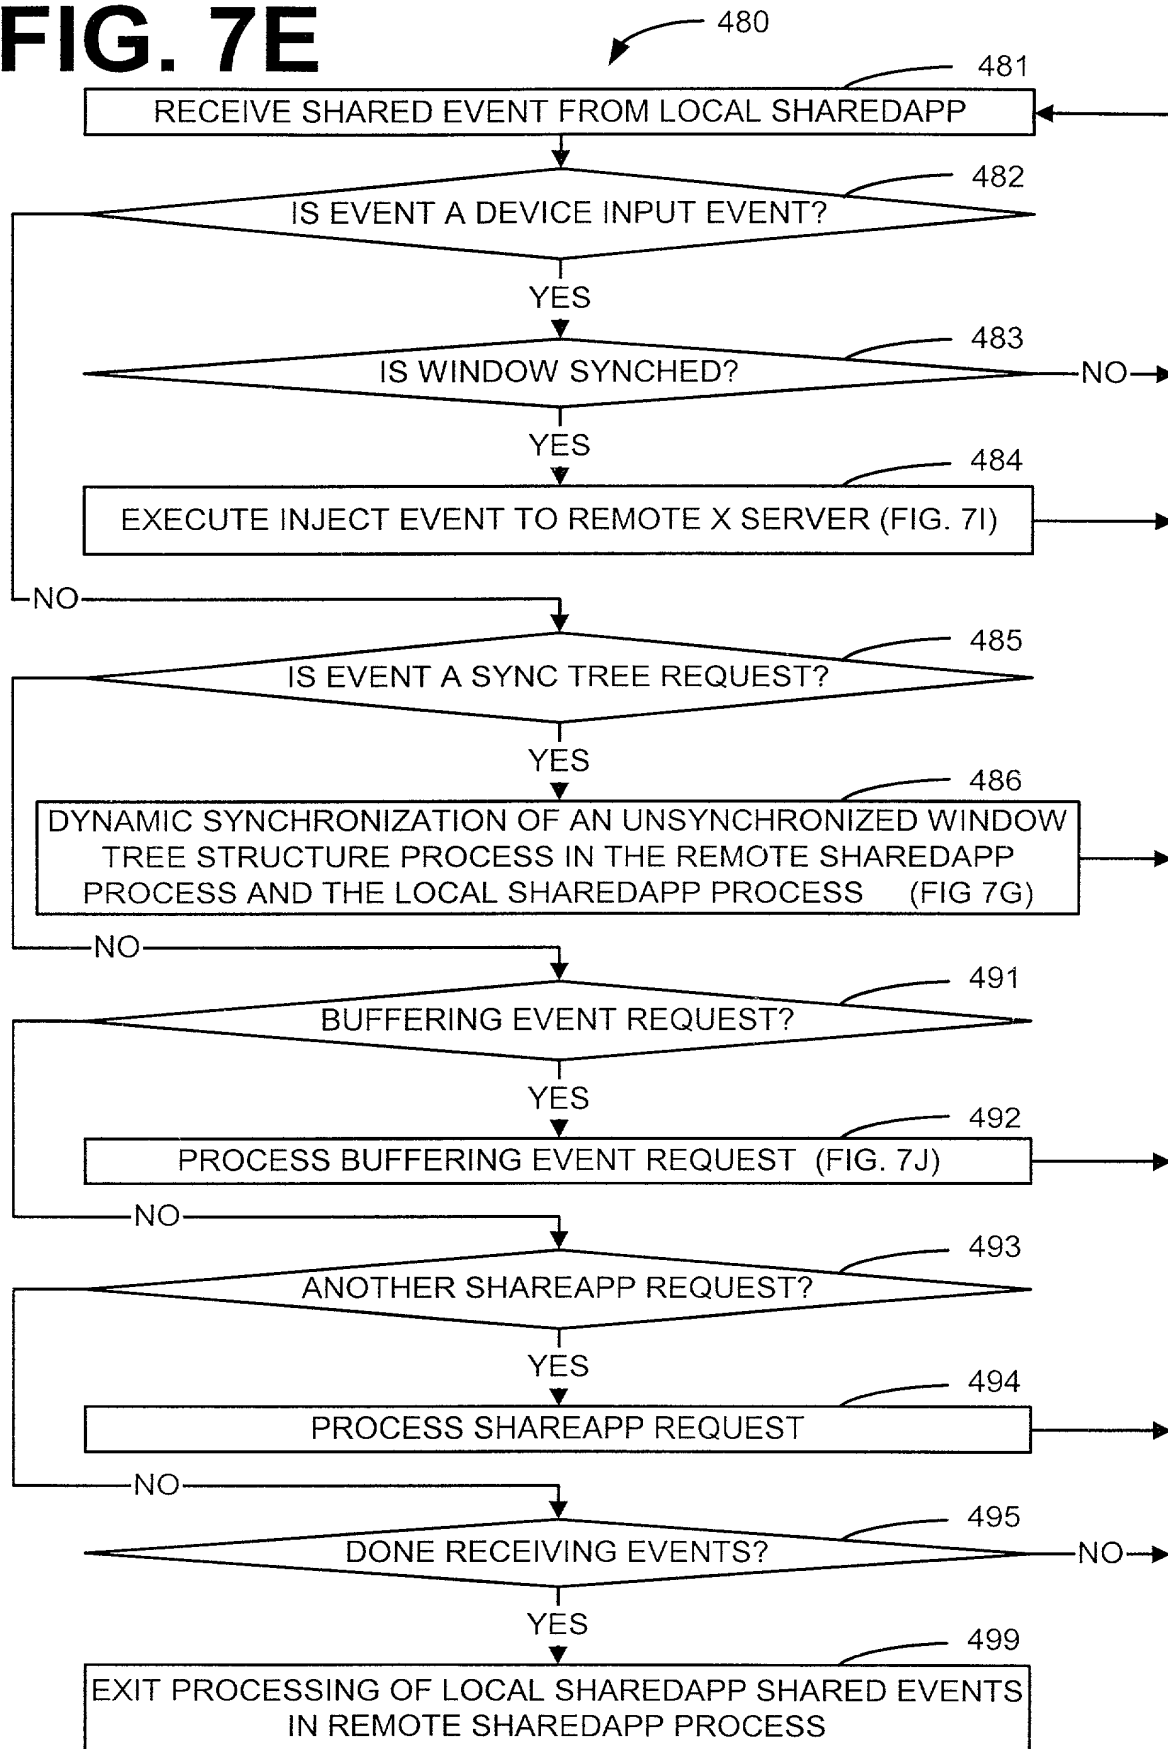 FIG. 7E
480
481
RECEIVE SHARED EVENT FROM LOCAL SHAREDAPP
482
IS EVENT A DEVICE INPUT EVENT?
YES
483
IS WINDOW SYNCHED?
NO
YES
484
EXECUTE INJECT EVENT TO REMOTE X SERVER (FIG. 7I)
NO
485
IS EVENT A SYNC TREE REQUEST?
YES
486
DYNAMIC SYNCHRONIZATION OF AN UNSYNCHRONIZED WINDOW
TREE STRUCTURE PROCESS IN THE REMOTE SHAREDAPP
PROCESS AND THE LOCAL SHAREDAPP PROCESS (FIG 7G)
NO
491
BUFFERING EVENT REQUEST?
YES
492
PROCESS BUFFERING EVENT REQUEST (FIG. 7J)
NO
493
ANOTHER SHAREAPP REQUEST?
YES
494
PROCESS SHAREAPP REQUEST
NO
495
DONE RECEIVING EVENTS?
NO
YES
499
EXIT PROCESSING OF LOCAL SHAREDAPP SHARED EVENTS
IN REMOTE SHAREDAPP PROCESS